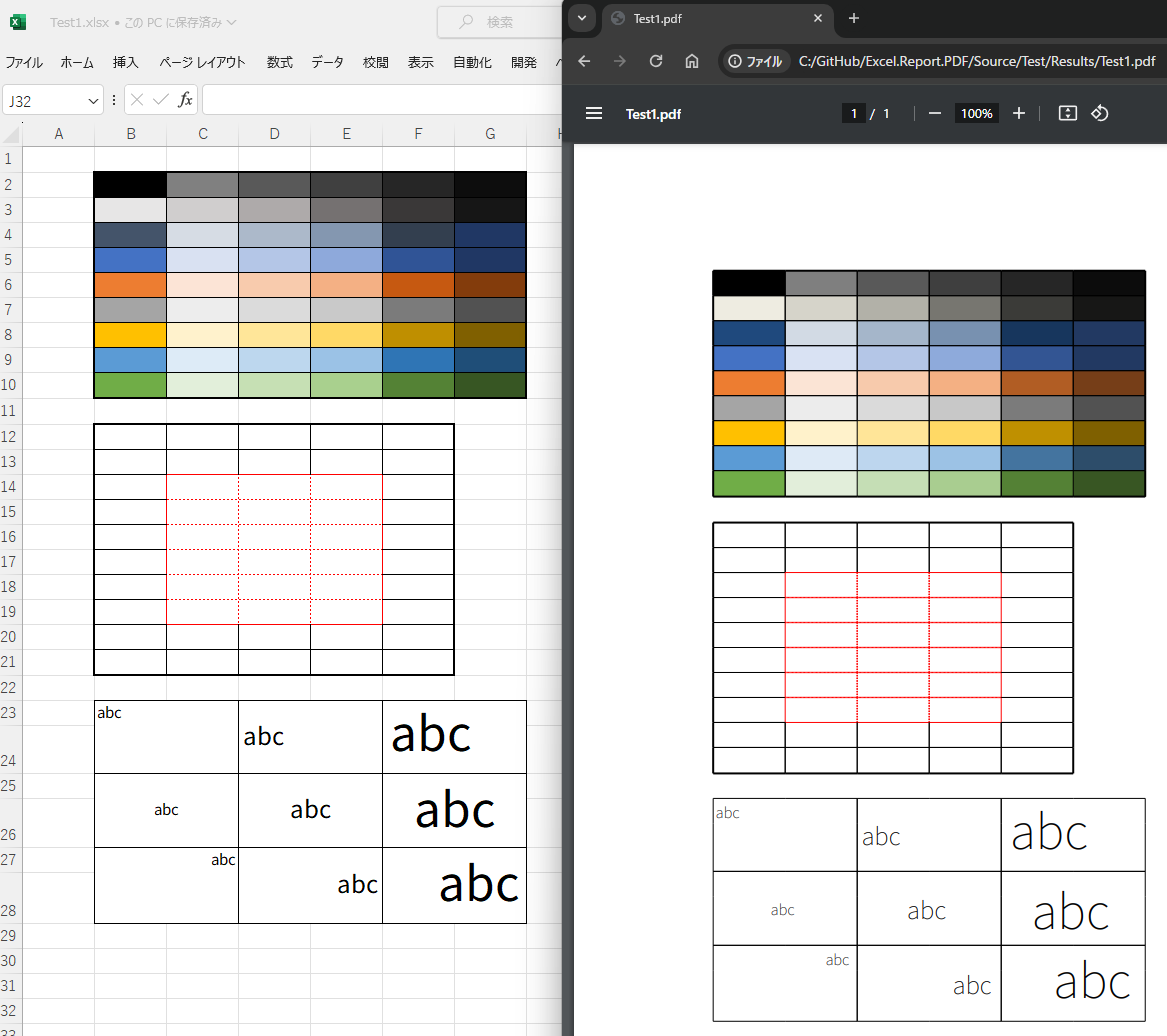 Test1.xlsx • この PC に保存済み
検索
ファイル ホーム 挿入 ページ レイアウト 数式 データ 校閲 表示 自動化 開発
J32
fx
A B C D E F G H
1
2
3
4
5
6
7
8
9
10
11
12
13
14
15
16
17
18
19
20
21
22
23
24
25
26
27
28
29
30
31
32
33
abc abc abc
abc abc abc
abc abc abc
Test1.pdf
ファイル C:/GitHub/Excel.Report.PDF/Source/Test/Results/Test1.pdf
Test1.pdf 1 / 1 100%
abc abc abc
abc abc abc
abc abc abc